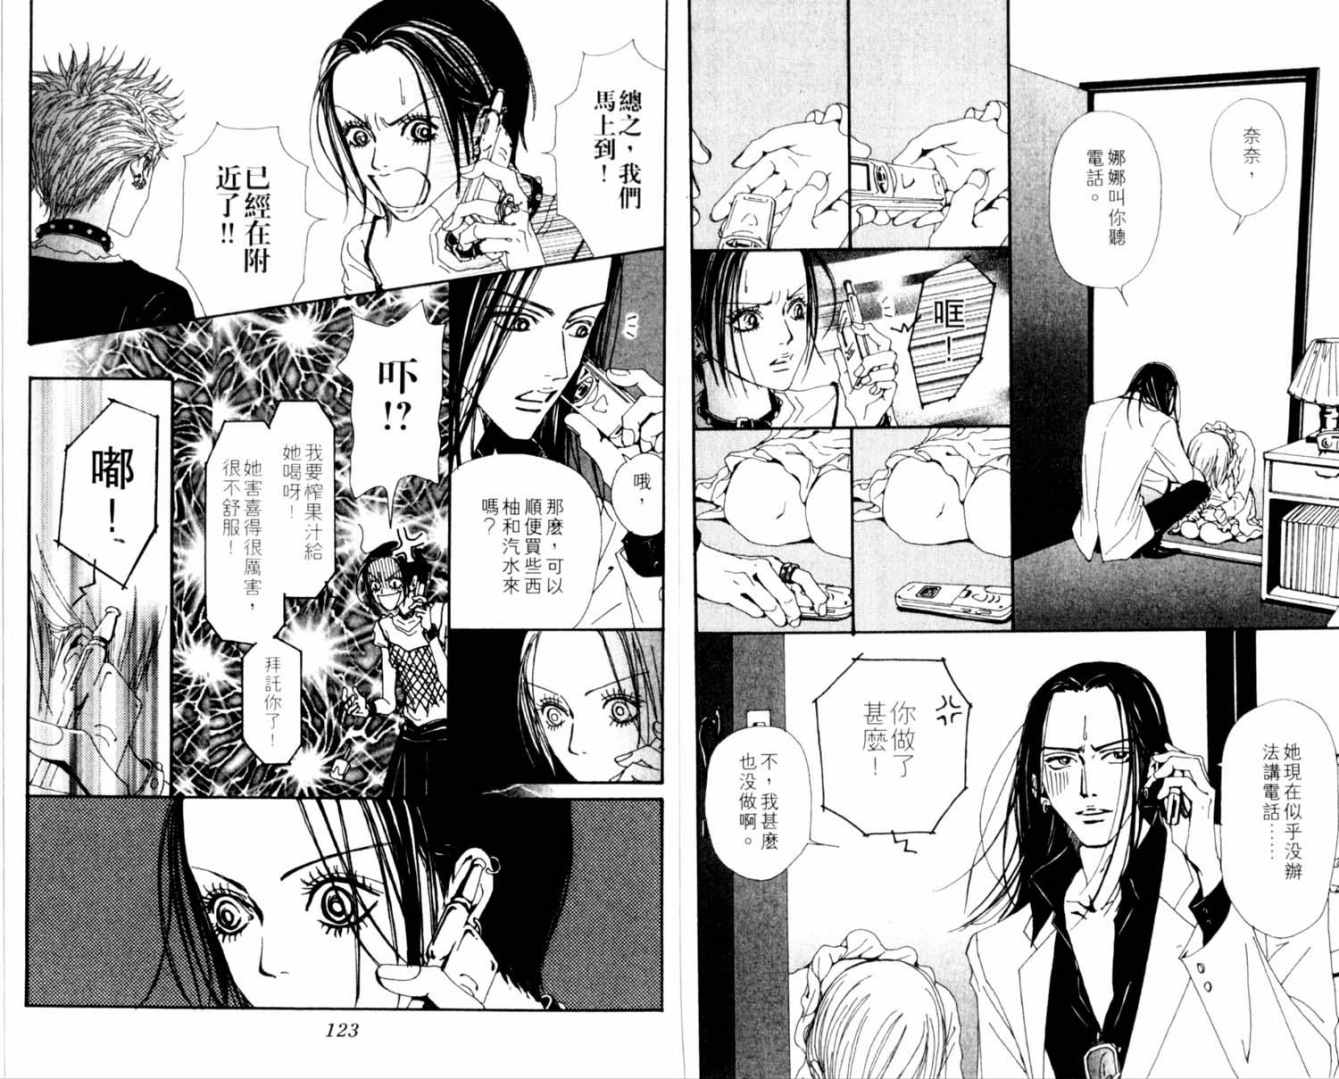 奈奈，
娜娜叫你聽
電話。
哐！
她現在似乎沒辦
法講電話……
你做了
甚麼！
不，我甚麼
也沒做啊。
總之，我們
馬上到！
已經在附
近了!!
哦，
那麼，可以
順便買些西
柚和汽水來
嗎？
吓!?
我要榨果汁給
她喝呀！
她害喜得很厲害，
很不舒服！
拜託你了！
嘟！
123